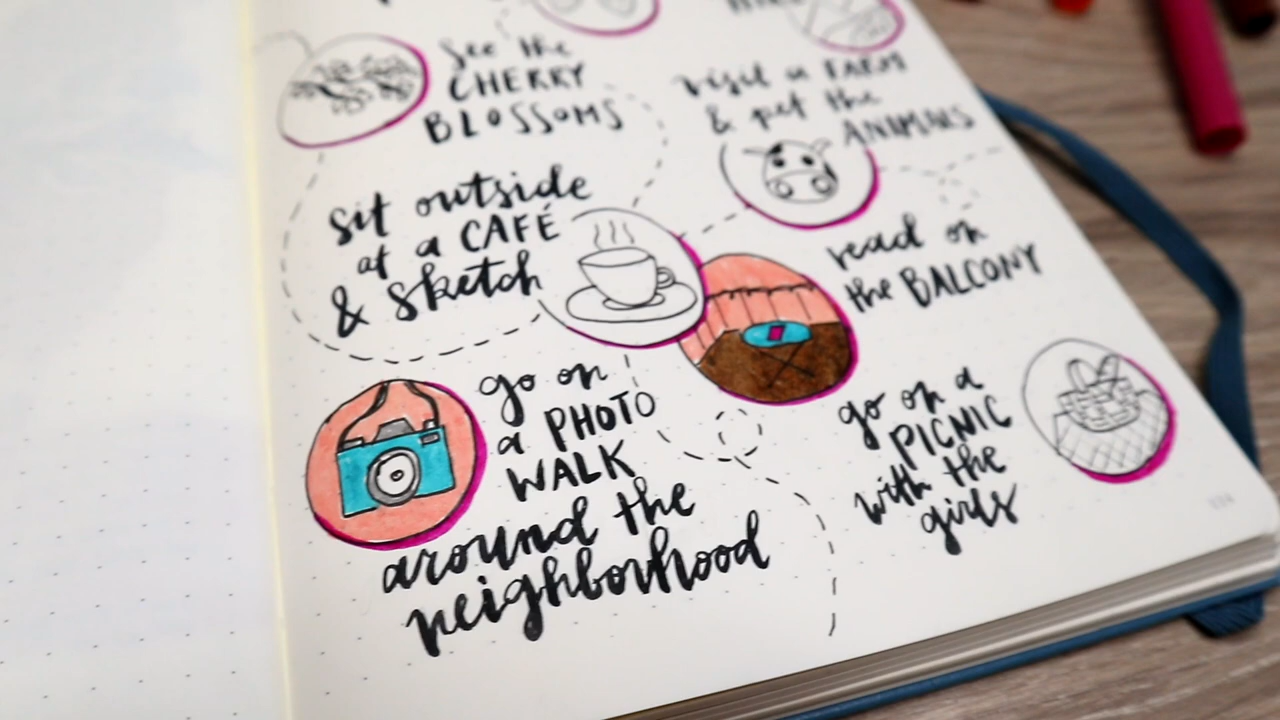 see the
CHERRY
BLOSSOMS
visit a FARM
& pet the
ANIMALS
sit outside
at a CAFÉ
& sketch
read on
the BALCONY
go on
a PHOTO
WALK
around the
neighborhood
go on a
PICNIC
with the
girls